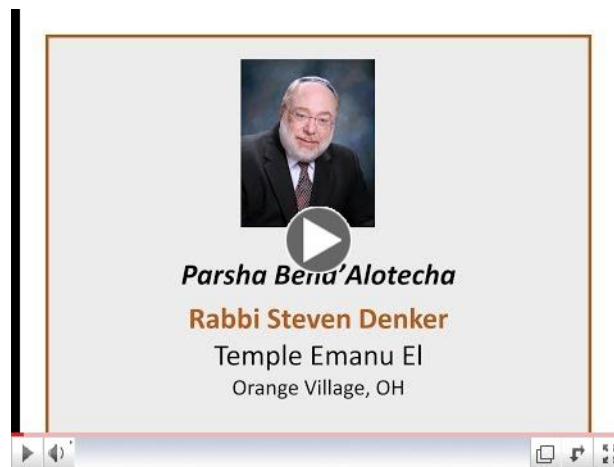 Parsha Beha’Alotecha
Rabbi Steven Denker
Temple Emanu El
Orange Village, OH